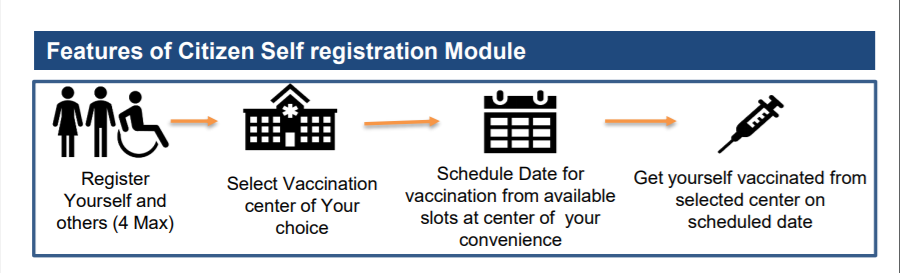 Features of Citizen Self registration Module
Register
Yourself and
others (4 Max)
Select Vaccination
center of Your
choice
Schedule Date for
vaccination from available
slots at center of your
convenience
Get yourself vaccinated from
selected center on
scheduled date